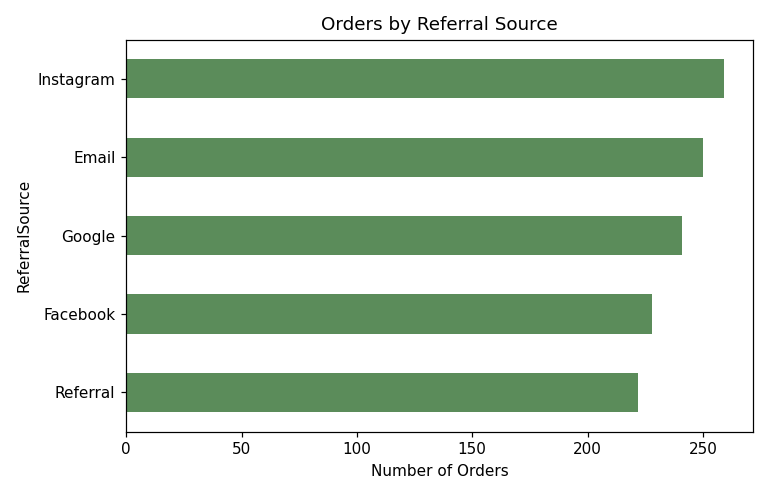 Orders by Referral Source
Instagram
Email
Google
Facebook
Referral
ReferralSource
0 50 100 150 200 250
Number of Orders